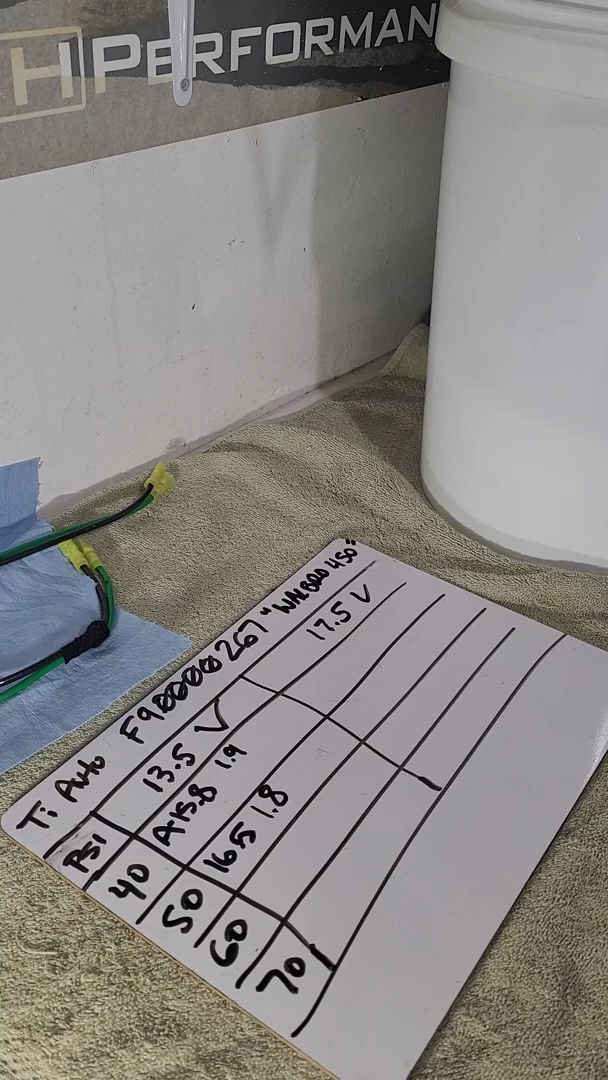 H PERFORMAN
Ti Auto F90000267 "WALBRO 450"
PSI 13.5 V 17.5 V
40 A15.8 1.9
50 16.5 1.8
60
70